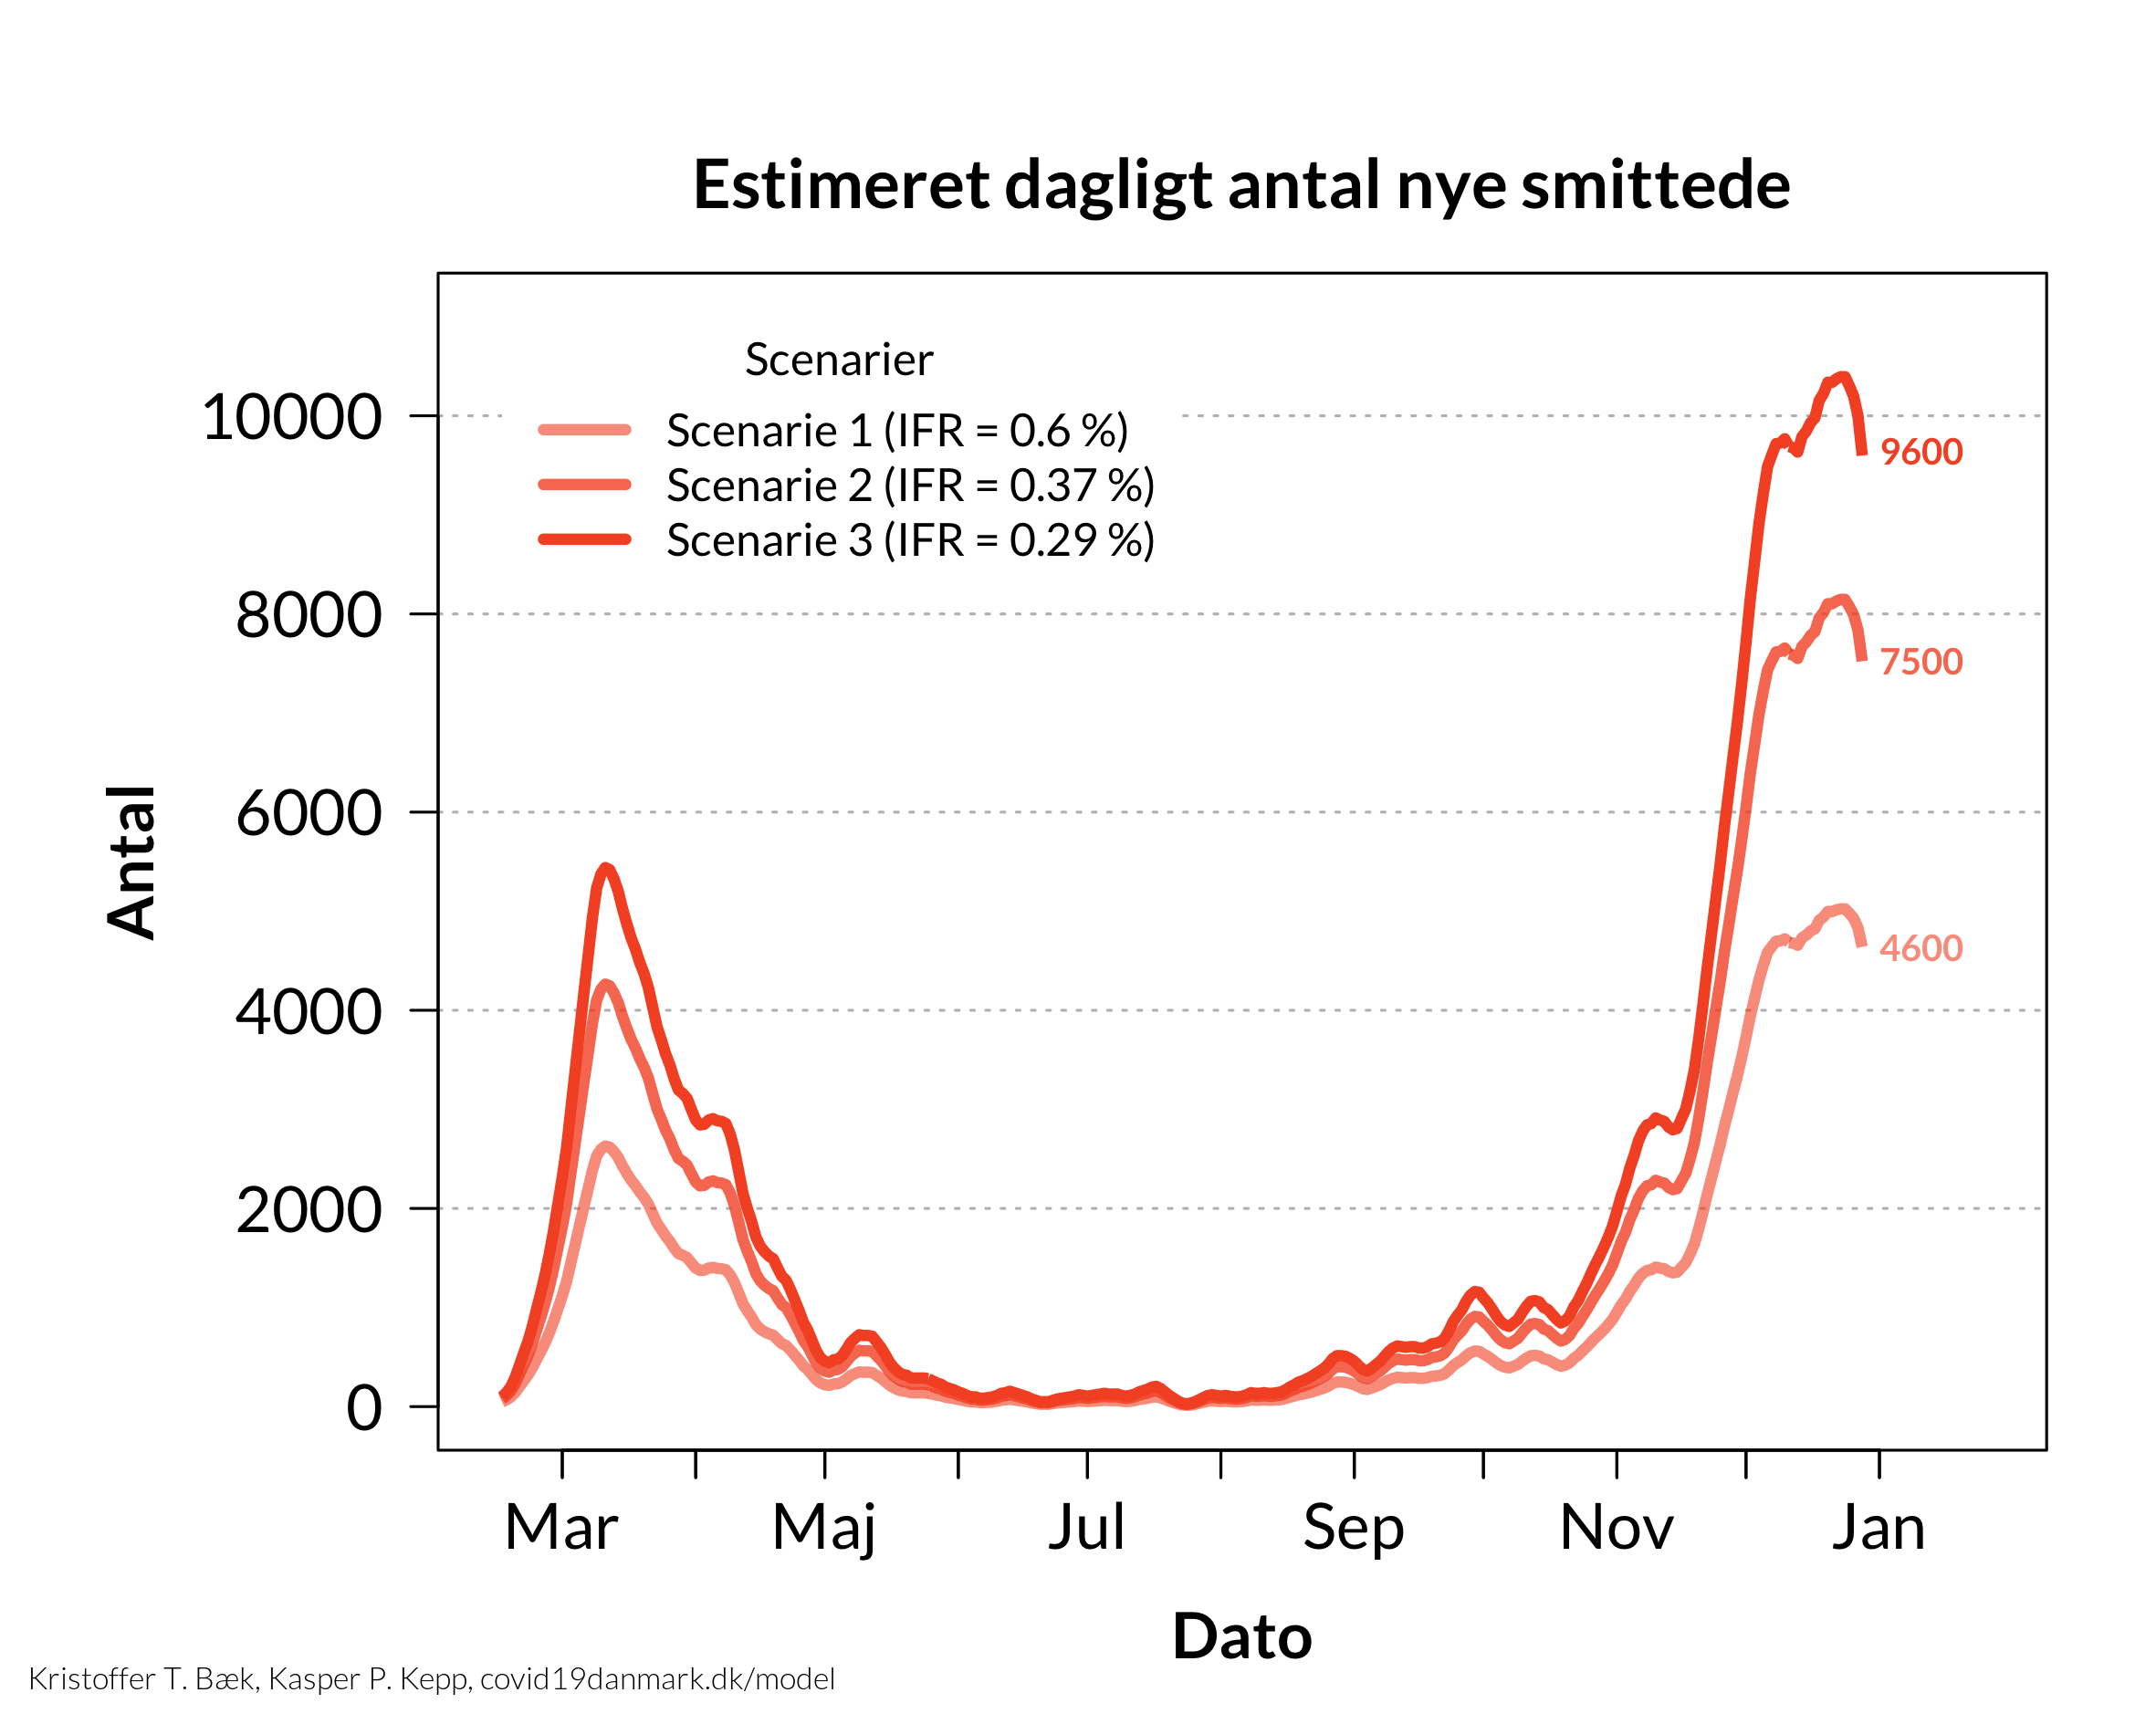 Estimeret dagligt antal nye smittede
Scenarier
Scenarie 1 (IFR = 0.6 %)
Scenarie 2 (IFR = 0.37 %)
Scenarie 3 (IFR = 0.29 %)
10000
8000
6000
4000
2000
0
Antal
9600
7500
4600
Mar
Maj
Jul
Sep
Nov
Jan
Dato
Kristoffer T. Bæk, Kasper P. Kepp, covid19danmark.dk/model